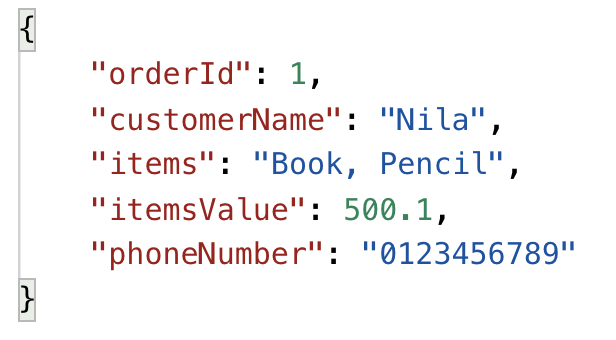 {
"orderId": 1,
"customerName": "Nila",
"items": "Book, Pencil",
"itemsValue": 500.1,
"phoneNumber": "0123456789"
}